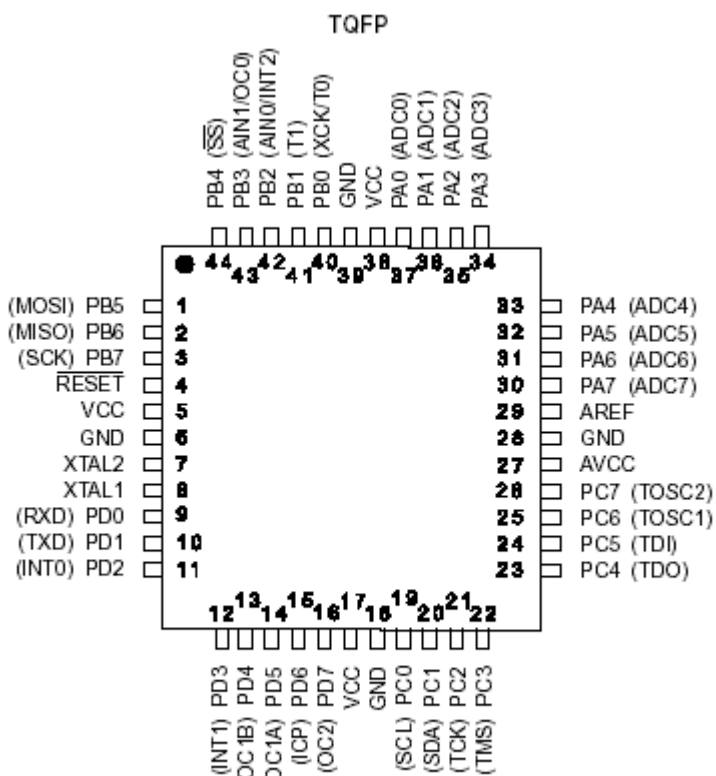 TQFP
PB4 (SS)
PB3 (AIN1/OC0)
PB2 (AIN0/INT2)
PB1 (T1)
PB0 (XCK/T0)
GND
VCC
PA0 (ADC0)
PA1 (ADC1)
PA2 (ADC2)
PA3 (ADC3)
44 43 42 41 40 39 38 37 36 35 34
(MOSI) PB5 1
(MISO) PB6 2
(SCK) PB7 3
RESET 4
VCC 5
GND 6
XTAL2 7
XTAL1 8
(RXD) PD0 9
(TXD) PD1 10
(INT0) PD2 11
33 PA4 (ADC4)
32 PA5 (ADC5)
31 PA6 (ADC6)
30 PA7 (ADC7)
29 AREF
28 GND
27 AVCC
26 PC7 (TOSC2)
25 PC6 (TOSC1)
24 PC5 (TDI)
23 PC4 (TDO)
12 13 14 15 16 17 18 19 20 21 22
(INT1) PD3
OC1B) PD4
OC1A) PD5
(ICP) PD6
(OC2) PD7
VCC
GND
(SCL) PC0
(SDA) PC1
(TCK) PC2
(TMS) PC3